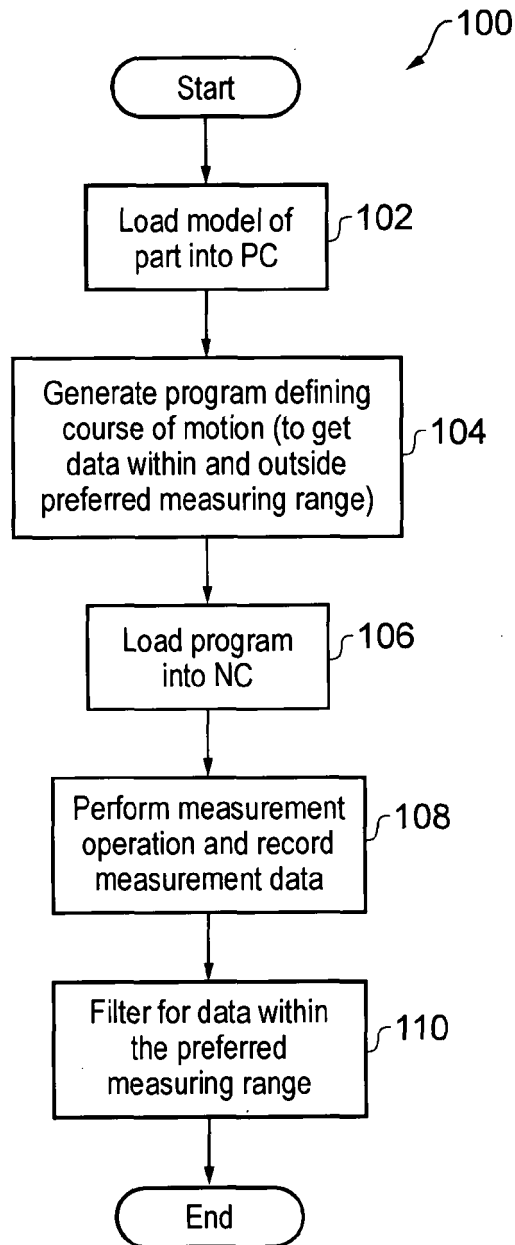 100
Start
Load model of
part into PC
102
Generate program defining
course of motion (to get
data within and outside
preferred measuring range)
104
Load program
into NC
106
Perform measurement
operation and record
measurement data
108
Filter for data within
the preferred
measuring range
110
End